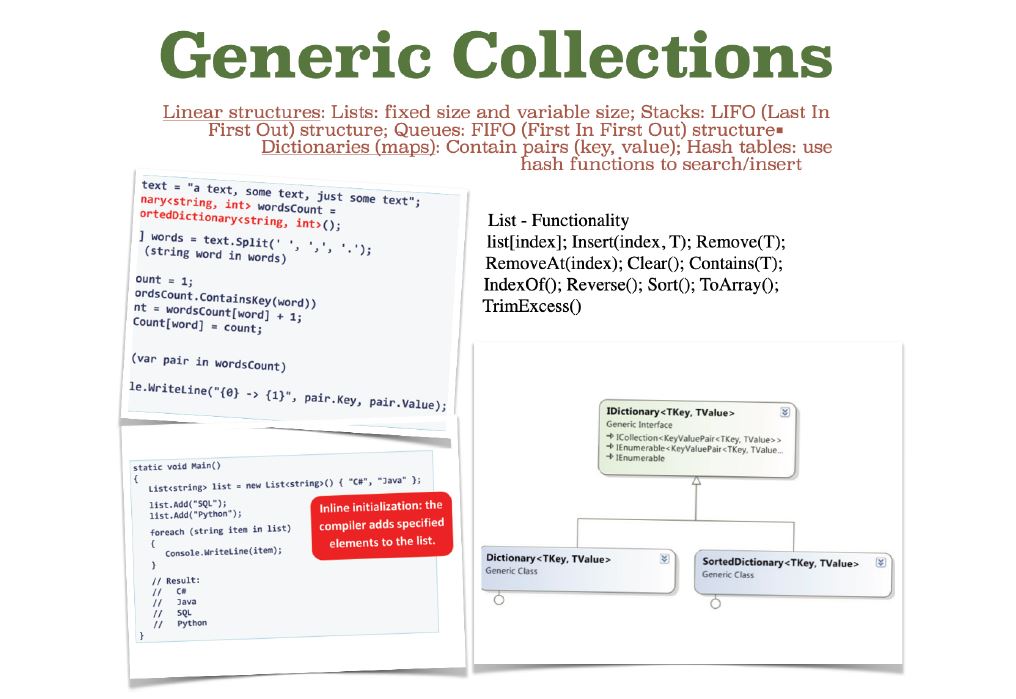 Generic Collections
Linear structures: Lists: fixed size and variable size; Stacks: LIFO (Last In
First Out) structure; Queues: FIFO (First In First Out) structure▪
Dictionaries (maps): Contain pairs (key, value); Hash tables: use
hash functions to search/insert
text = "a text, some text, just some text";
nary<string, int> wordsCount =
ortedDictionary<string, int>();
] words = text.Split(' ', ',', '.');
(string word in words)
ount = 1;
ordsCount.ContainsKey(word))
nt = wordsCount[word] + 1;
Count[word] = count;
(var pair in wordsCount)
le.WriteLine("{0} -> {1}", pair.Key, pair.Value);
List - Functionality
list[index]; Insert(index, T); Remove(T);
RemoveAt(index); Clear(); Contains(T);
IndexOf(); Reverse(); Sort(); ToArray();
TrimExcess()
static void Main()
{
List<string> list = new List<string>() { "C#", "Java" };
list.Add("SQL");
list.Add("Python");
foreach (string item in list)
{
Console.WriteLine(item);
}
// Result:
// C#
// Java
// SQL
// Python
}
Inline initialization: the
compiler adds specified
elements to the list.
IDictionary<TKey, TValue>
Generic Interface
ICollection<KeyValuePair<TKey, TValue>>
IEnumerable<KeyValuePair<TKey, TValue...
IEnumerable
Dictionary<TKey, TValue>
Generic Class
SortedDictionary<TKey, TValue>
Generic Class